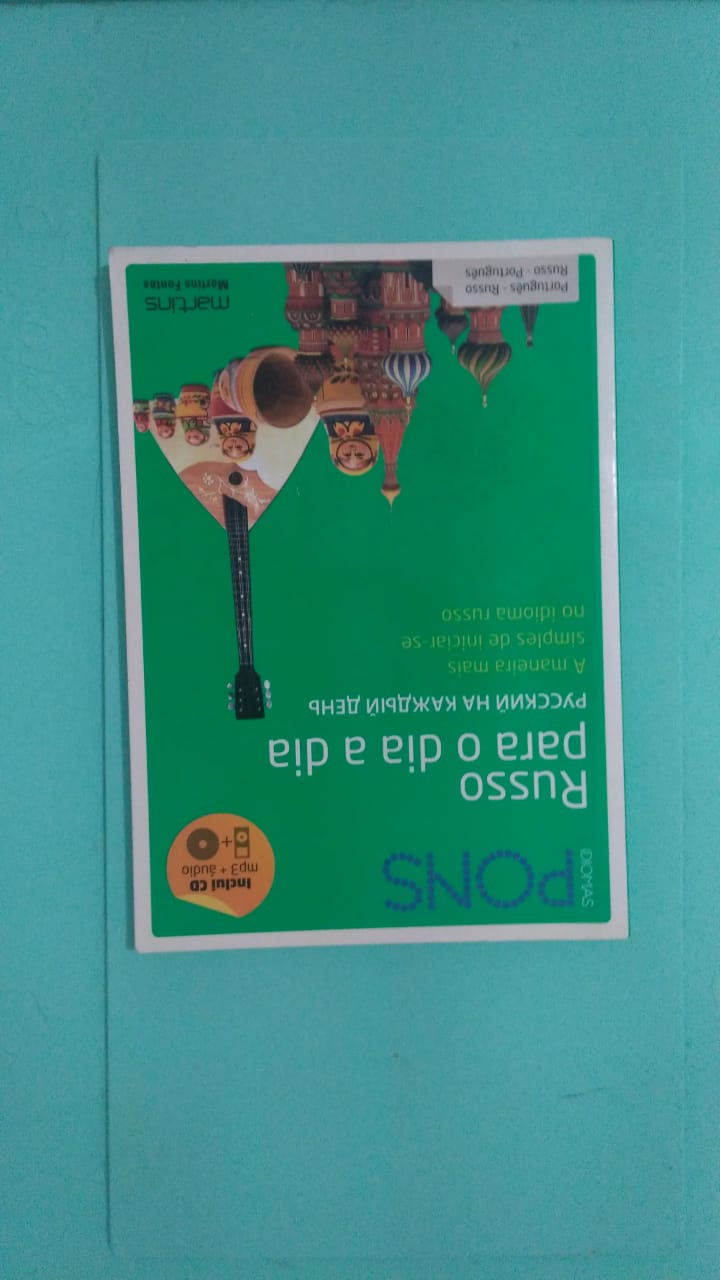 IDIOMAS
PONS
Inclui CD
mp3 + áudio
+
Russo
para o dia a dia
РУССКИЙ НА КАЖДЫЙ ДЕНЬ
A maneira mais
simples de iniciar-se
no idioma russo
Português - Russo
Russo - Português
martins
Martins Fontes